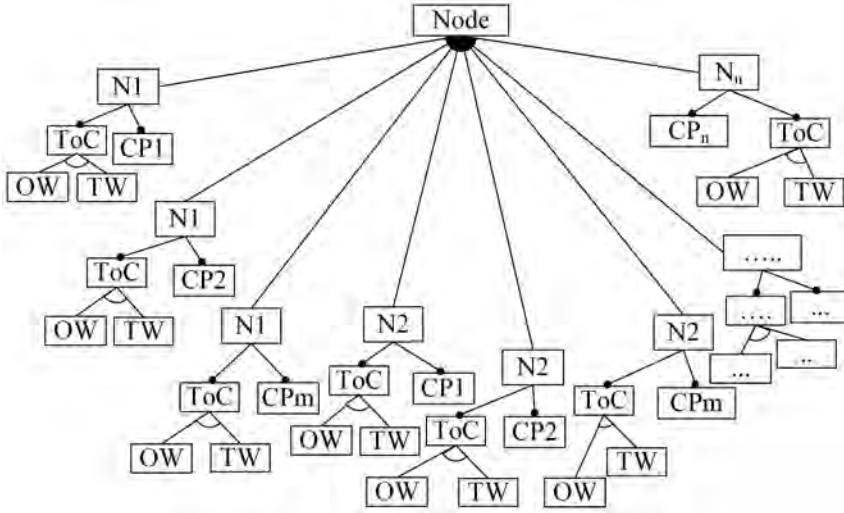 Node
N1
ToC
CP1
OW
TW
N1
ToC
CP2
OW
TW
N1
ToC
CPm
OW
TW
N2
ToC
CP1
OW
TW
N2
ToC
CP2
OW
TW
N2
ToC
CPm
OW
TW
.....
.....
...
...
...
Nₙ
CPₙ
ToC
OW
TW